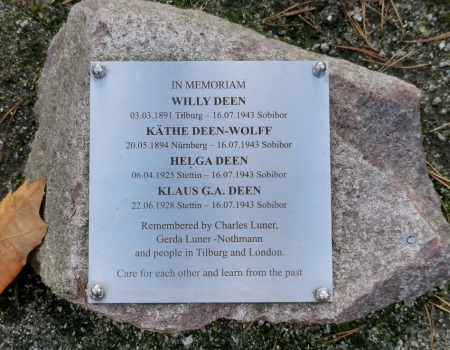 IN MEMORIAM
WILLY DEEN
03.03.1891 Tilburg – 16.07.1943 Sobibor
KÄTHE DEEN-WOLFF
20.05.1894 Nürnberg – 16.07.1943 Sobibor
HELGA DEEN
06.04.1925 Stettin – 16.07.1943 Sobibor
KLAUS G.A. DEEN
22.06.1928 Stettin – 16.07.1943 Sobibor
Remembered by Charles Luner,
Gerda Luner -Nothmann
and people in Tilburg and London.
Care for each other and learn from the past